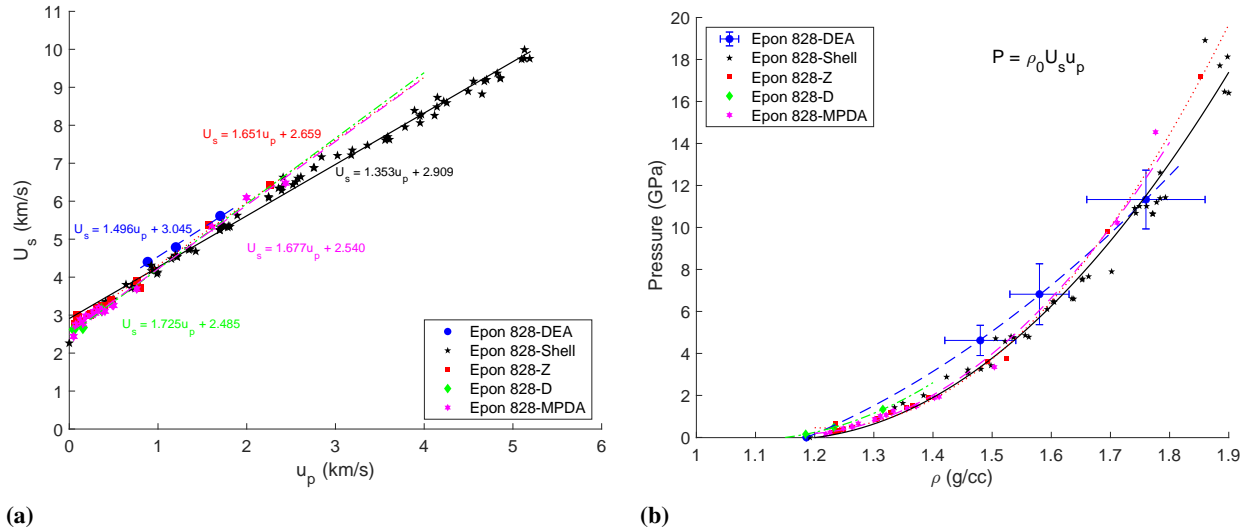 11
10
9
8
7
6
5
4
3
2
1
0
U_s (km/s)
U_s = 1.651u_p + 2.659
U_s = 1.353u_p + 2.909
U_s = 1.496u_p + 3.045
U_s = 1.677u_p + 2.540
U_s = 1.725u_p + 2.485
Epon 828-DEA
Epon 828-Shell
Epon 828-Z
Epon 828-D
Epon 828-MPDA
0 1 2 3 4 5 6
u_p (km/s)
(a)
20
18
16
14
12
10
8
6
4
2
0
Pressure (GPa)
Epon 828-DEA
Epon 828-Shell
Epon 828-Z
Epon 828-D
Epon 828-MPDA
P = ρ_0U_su_p
1 1.1 1.2 1.3 1.4 1.5 1.6 1.7 1.8 1.9
ρ (g/cc)
(b)